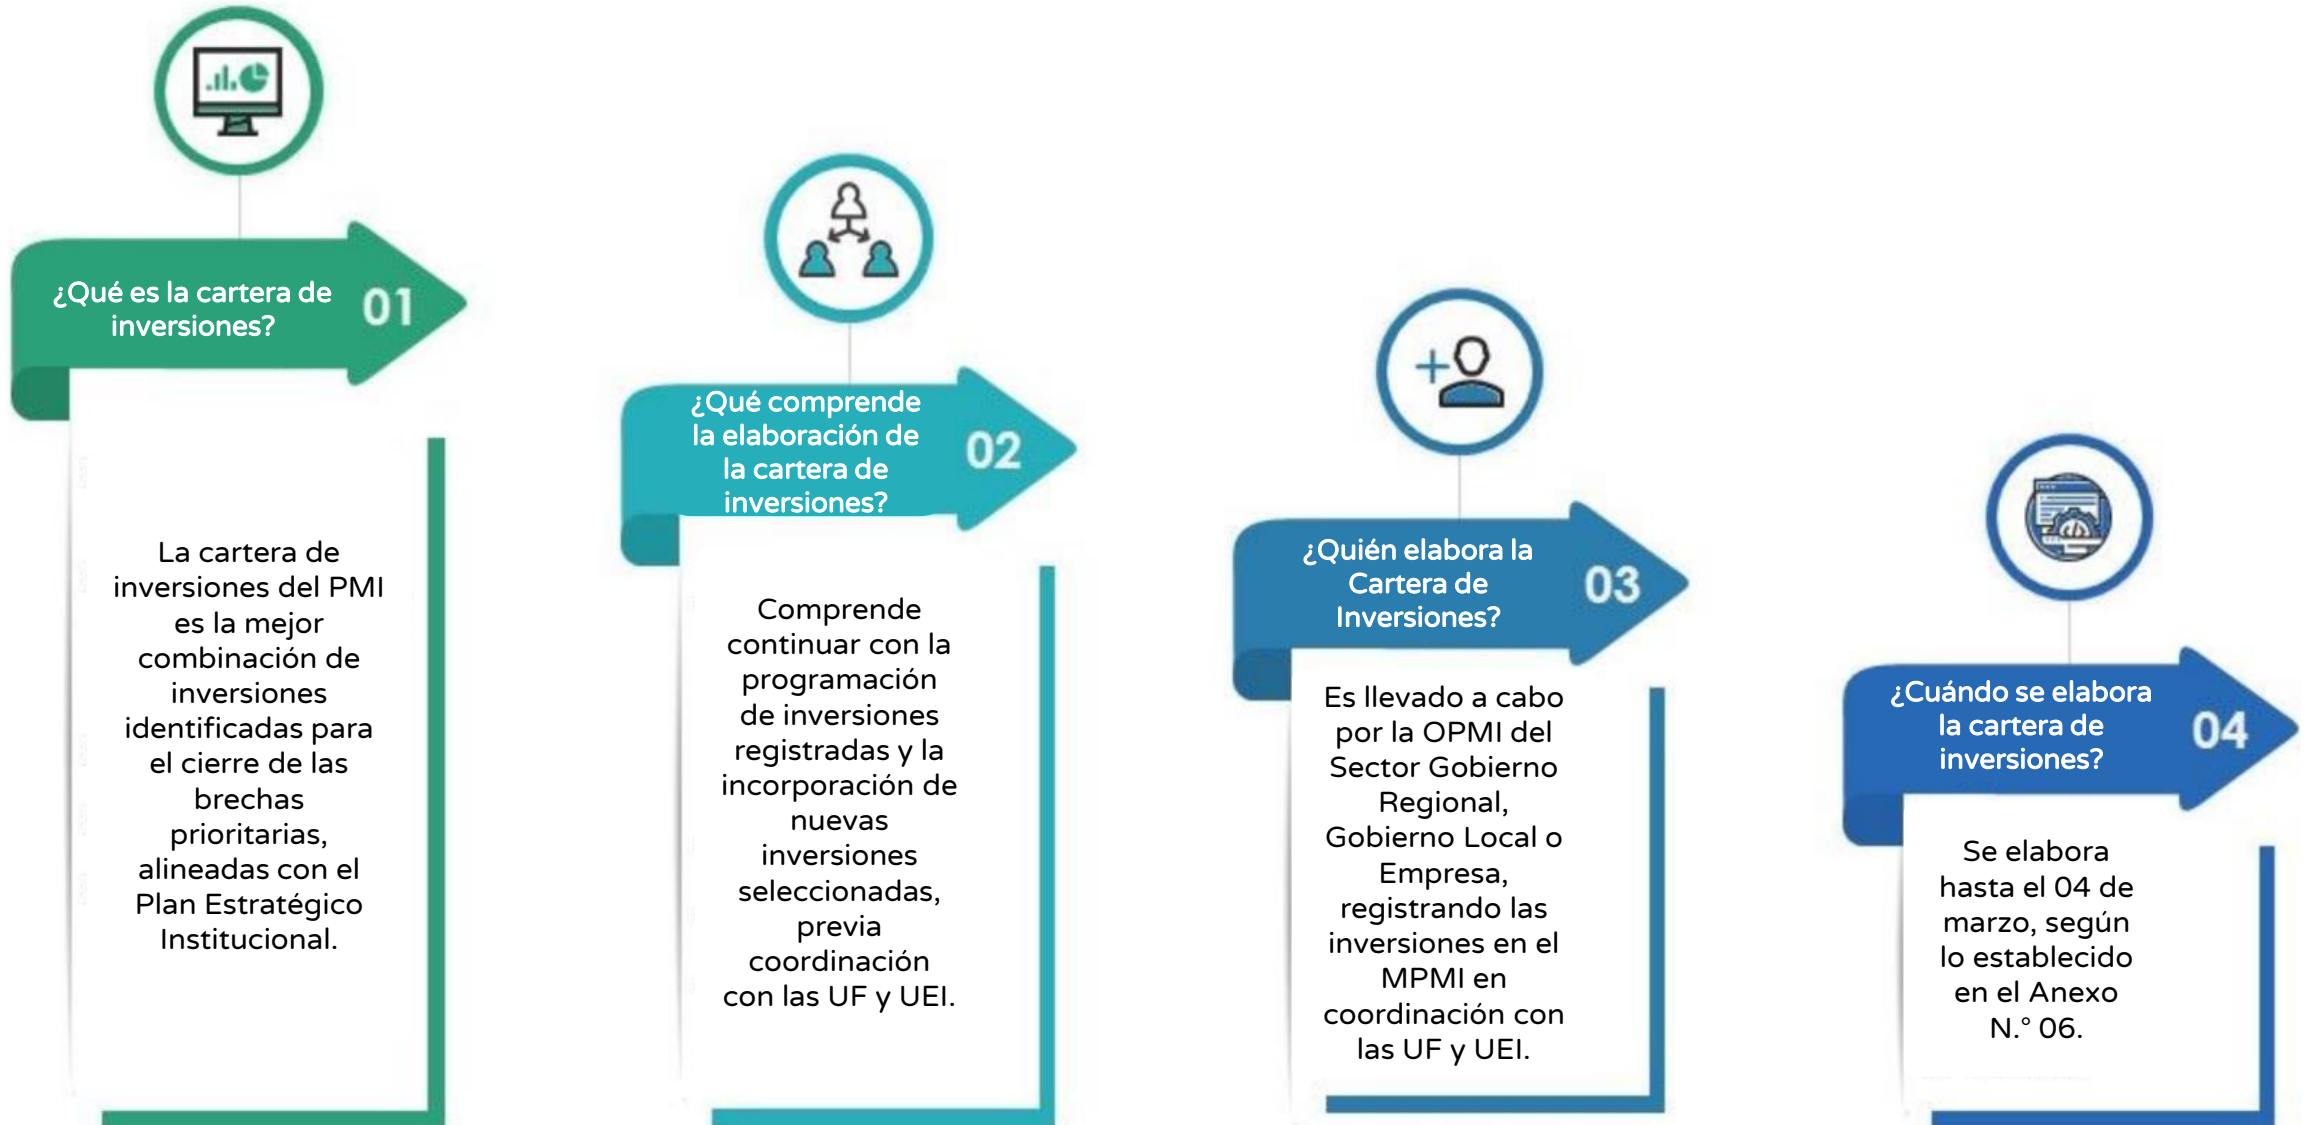 ¿Qué es la cartera de
inversiones?
01
La cartera de
inversiones del PMI
es la mejor
combinación de
inversiones
identificadas para
el cierre de las
brechas
prioritarias,
alineadas con el
Plan Estratégico
Institucional.
¿Qué comprende
la elaboración de
la cartera de
inversiones?
02
Comprende
continuar con la
programación
de inversiones
registradas y la
incorporación de
nuevas
inversiones
seleccionadas,
previa
coordinación
con las UF y UEI.
¿Quién elabora la
Cartera de
Inversiones?
03
Es llevado a cabo
por la OPMI del
Sector Gobierno
Regional,
Gobierno Local o
Empresa,
registrando las
inversiones en el
MPMI en
coordinación con
las UF y UEI.
¿Cuándo se elabora
la cartera de
inversiones?
04
Se elabora
hasta el 04 de
marzo, según
lo establecido
en el Anexo
N.° 06.